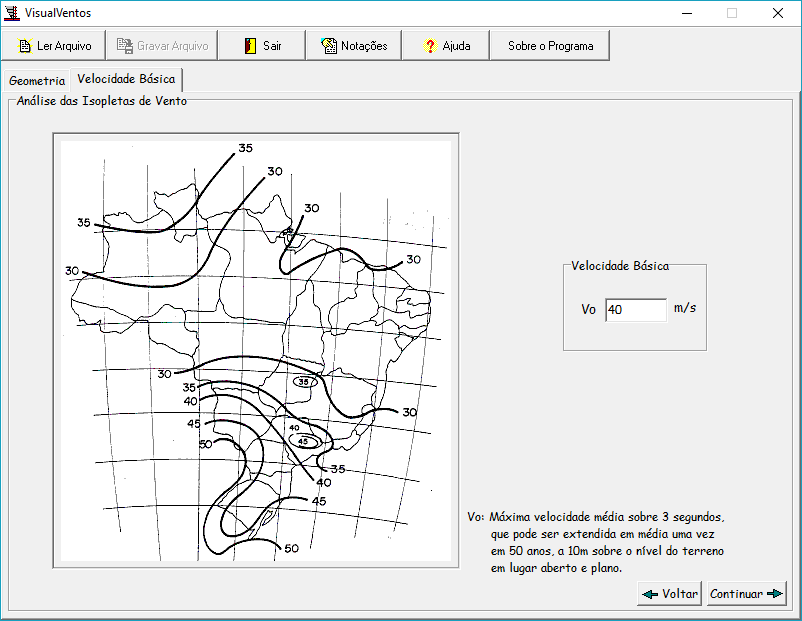 VisualVentos
Ler Arquivo
Gravar Arquivo
Sair
Notações
? Ajuda
Sobre o Programa
Geometria
Velocidade Básica
Análise das Isopletas de Vento
35
30
30
35
30
30
30
35
35
40
30
45
40
45
50
35
40
45
50
Velocidade Básica
Vo 40 m/s
Vo: Máxima velocidade média sobre 3 segundos,
que pode ser extendida em média uma vez
em 50 anos, a 10m sobre o nível do terreno
em lugar aberto e plano.
Voltar
Continuar